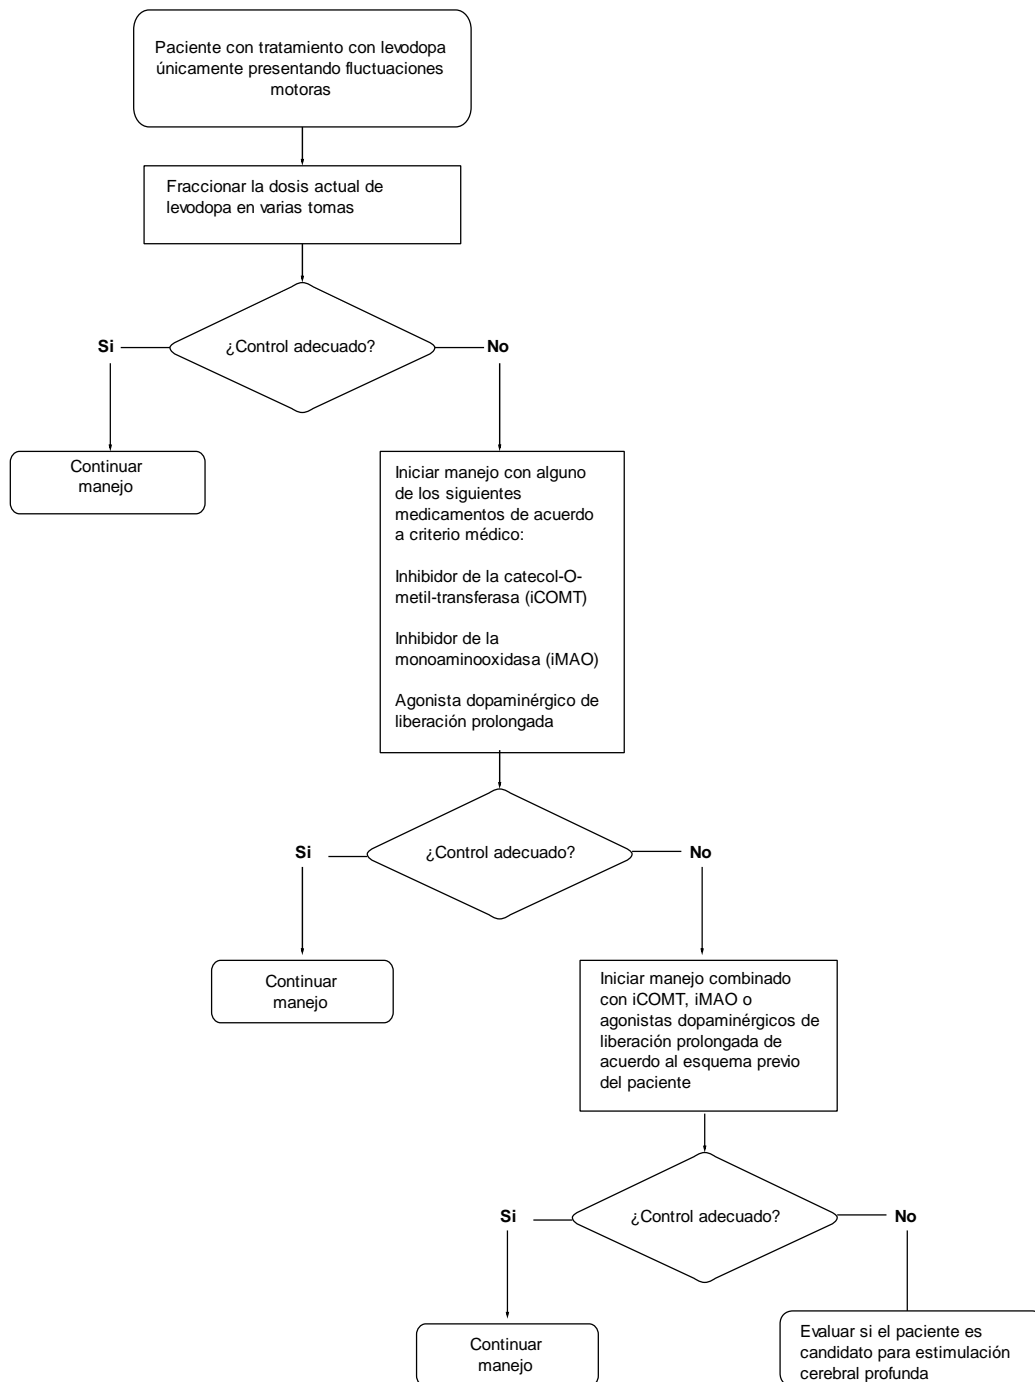 Paciente con tratamiento con levodopa
únicamente presentando fluctuaciones
motoras
Fraccionar la dosis actual de
levodopa en varias tomas
Si
¿Control adecuado?
No
Continuar
manejo
Iniciar manejo con alguno
de los siguientes
medicamentos de acuerdo
a criterio médico:
Inhibidor de la catecol-O-
metil-transferasa (iCOMT)
Inhibidor de la
monoaminooxidasa (iMAO)
Agonista dopaminérgico de
liberación prolongada
Si
¿Control adecuado?
No
Continuar
manejo
Iniciar manejo combinado
con iCOMT, iMAO o
agonistas dopaminérgicos de
liberación prolongada de
acuerdo al esquema previo
del paciente
Si
¿Control adecuado?
No
Continuar
manejo
Evaluar si el paciente es
candidato para estimulación
cerebral profunda